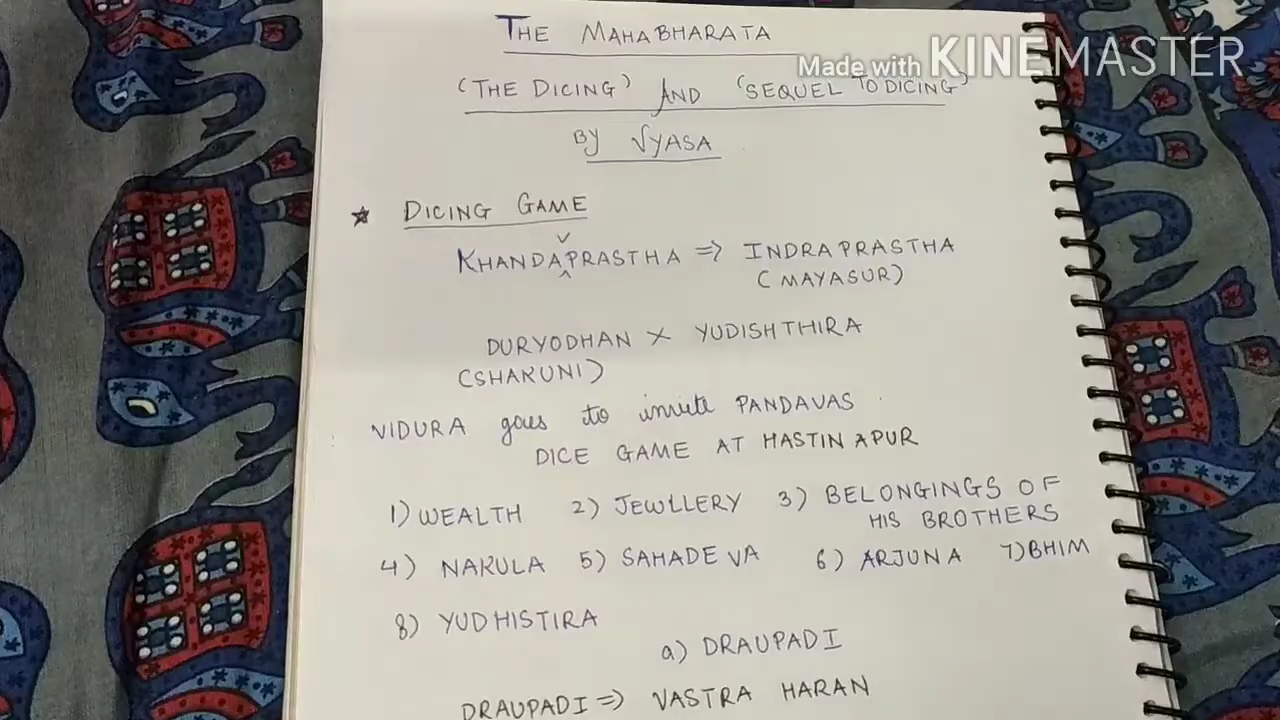 THE MAHABHARATA
Made with KINEMASTER
(THE DICING) AND (SEQUEL TO DICING)
BY VYASA
☆ DICING GAME
KHANDAPRASTHA => INDRAPRASTHA
(MAYASUR)
DURYODHAN X YUDISHTHIRA
(SHAKUNI)
VIDURA goes to invite PANDAVAS
DICE GAME AT HASTINAPUR
1) WEALTH 2) JEWLLERY 3) BELONGINGS OF
HIS BROTHERS
4) NAKULA 5) SAHADEVA 6) ARJUNA 7) BHIM
8) YUDHISTIRA
a) DRAUPADI
DRAUPADI => VASTRA HARAN